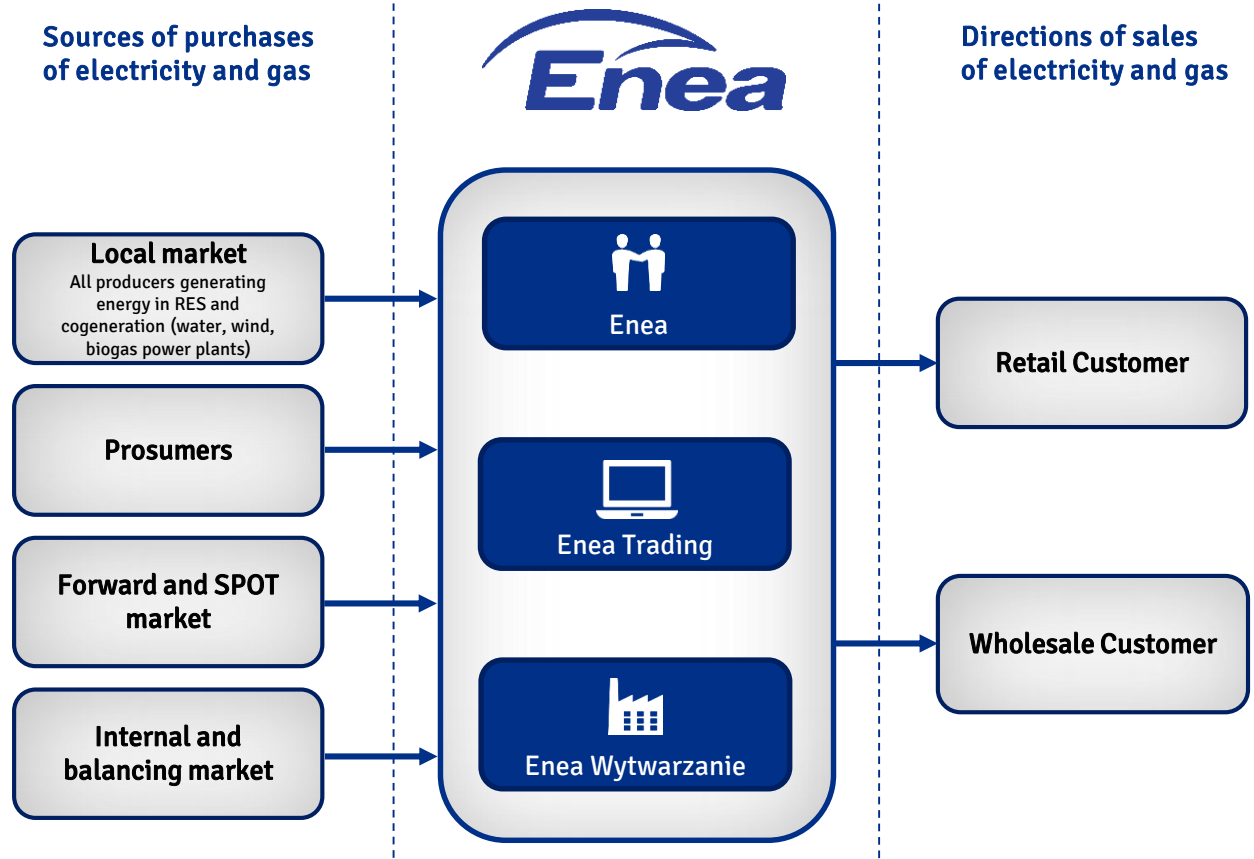 Sources of purchases
of electricity and gas
Enea
Directions of sales
of electricity and gas
Local market
All producers generating
energy in RES and
cogeneration (water, wind,
biogas power plants)
Prosumers
Forward and SPOT
market
Internal and
balancing market
Enea
Enea Trading
Enea Wytwarzanie
Retail Customer
Wholesale Customer